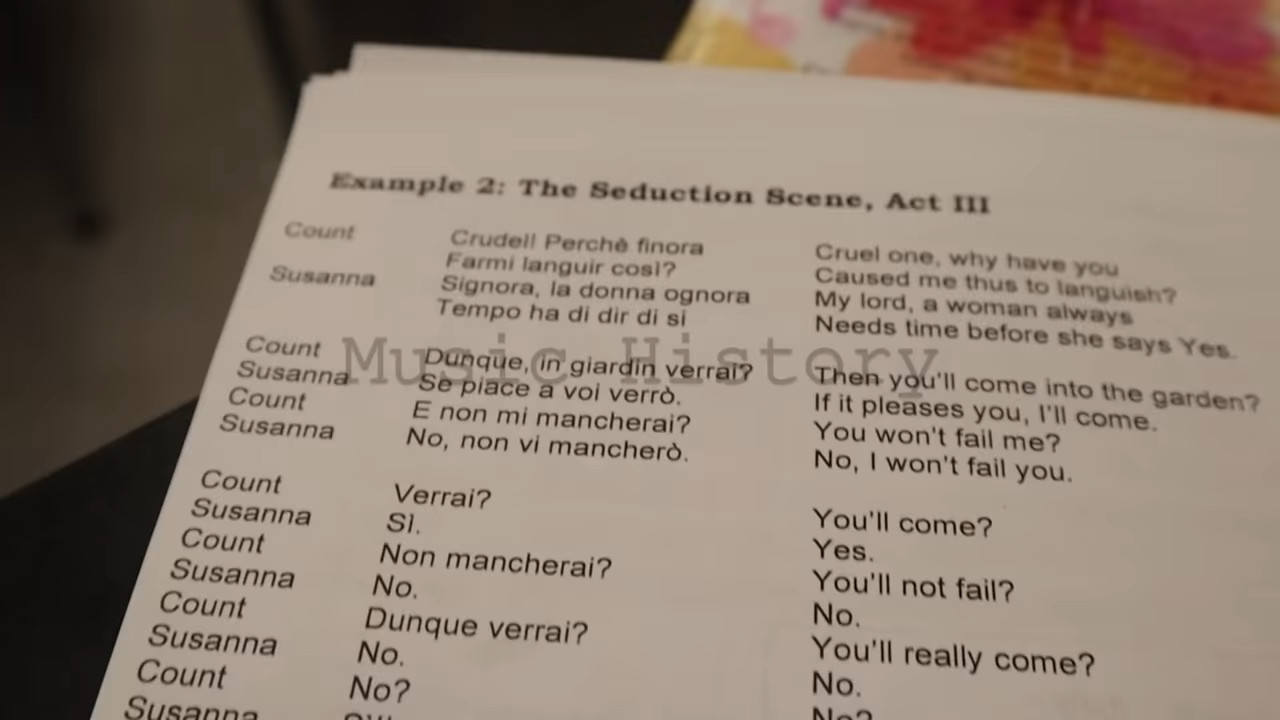 Example 2: The Seduction Scene, Act III
Count Crudel! Perchè finora Cruel one, why have you
Farmi languir così? Caused me thus to languish?
Susanna Signora, la donna ognora My lord, a woman always
Tempo ha di dir di si Needs time before she says Yes.
Music History
Count Dunque, in giardin verrai? Then you'll come into the garden?
Susanna Se piace a voi verrò. If it pleases you, I'll come.
Count E non mi mancherai? You won't fail me?
Susanna No, non vi mancherò. No, I won't fail you.
Count Verrai? You'll come?
Susanna Sì. Yes.
Count Non mancherai? You'll not fail?
Susanna No. No.
Count Dunque verrai? You'll really come?
Susanna No. No.
Count No? No?
Susanna